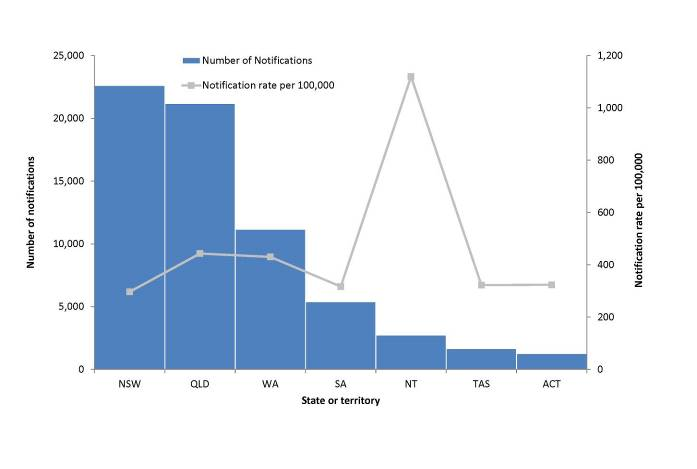 Number of Notifications
Notification rate per 100,000
25,000
20,000
15,000
10,000
5,000
0
1,200
1,000
800
600
400
200
0
Number of notifications
Notification rate per 100,000
NSW QLD WA SA NT TAS ACT
State or territory